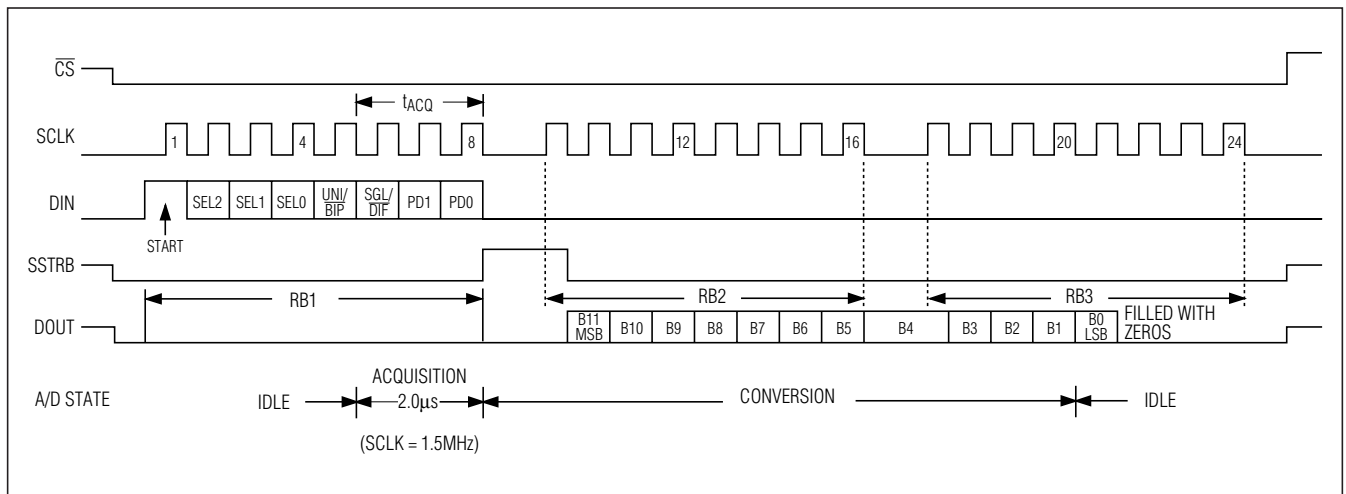 CS
tACQ
SCLK 1 4 8 12 16 20 24
DIN SEL2 SEL1 SEL0 UNI/BIP SGL/DIF PD1 PD0
START
SSTRB
RB1 RB2 RB3
DOUT B11 MSB B10 B9 B8 B7 B6 B5 B4 B3 B2 B1 B0 LSB FILLED WITH ZEROS
A/D STATE IDLE ACQUISITION 2.0µs CONVERSION IDLE
(SCLK = 1.5MHz)